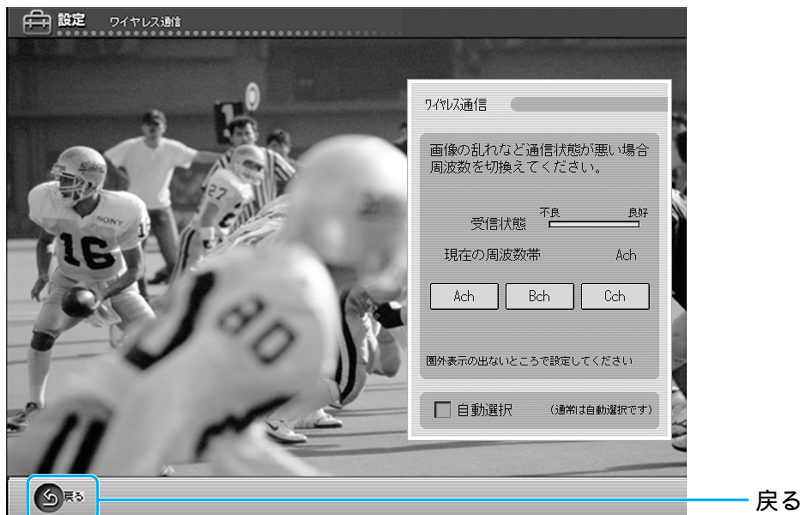 設定 ワイヤレス通信
SONY
16
27
80
ワイヤレス通信
画像の乱れなど通信状態が悪い場合
周波数を切換えてください。
不良 良好
受信状態
現在の周波数帯 Ach
Ach Bch Cch
圏外表示の出ないところで設定してください
自動選択 (通常は自動選択です)
戻る
戻る